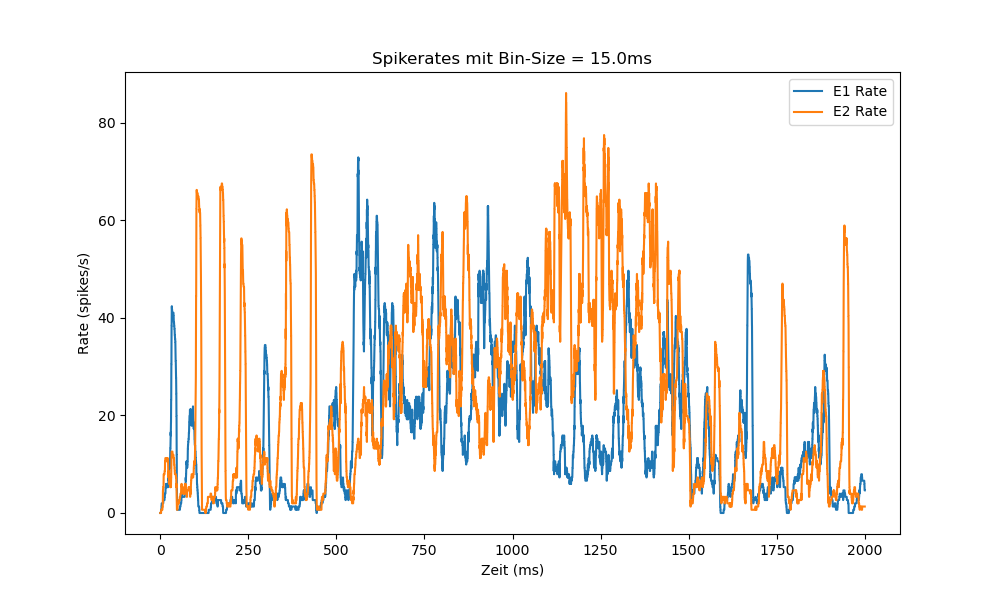 Spikerates mit Bin-Size = 15.0ms
E1 Rate
E2 Rate
Rate (spikes/s)
80
60
40
20
0
0 250 500 750 1000 1250 1500 1750 2000
Zeit (ms)